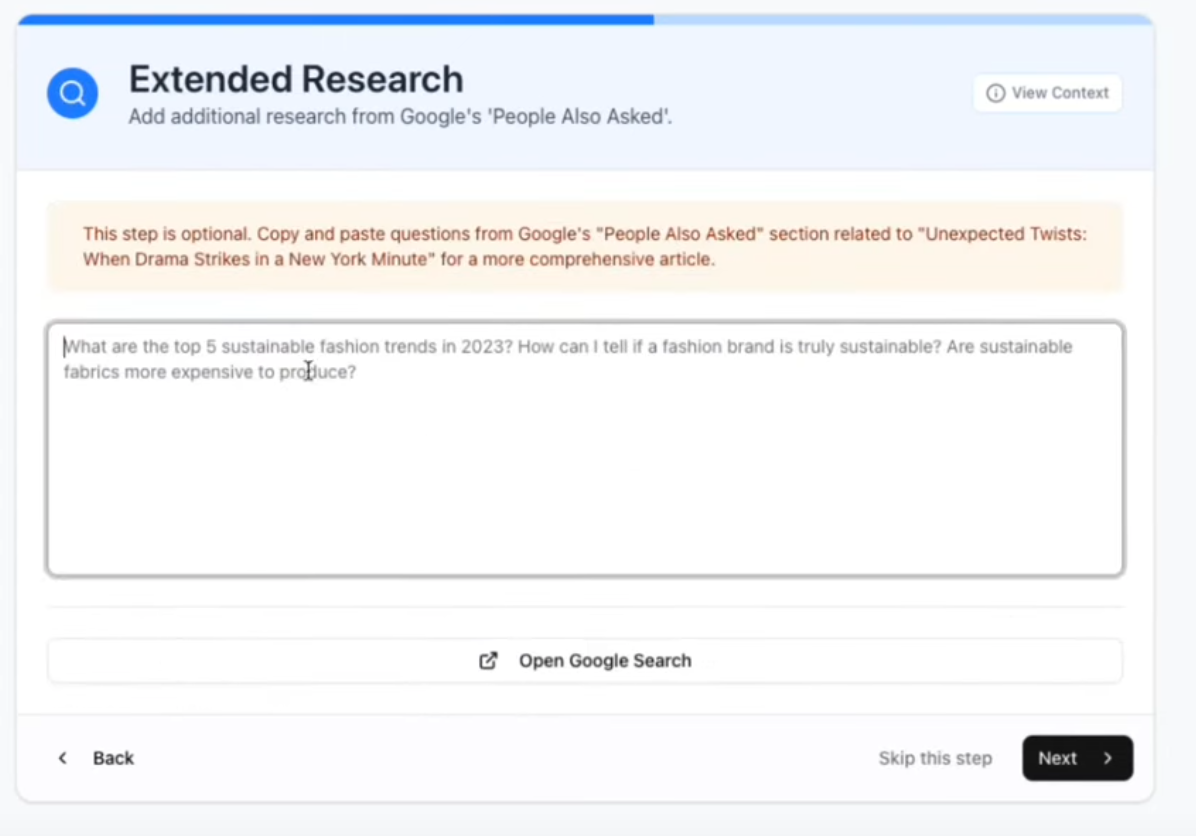 Extended Research
Add additional research from Google's 'People Also Asked'.
View Context
This step is optional. Copy and paste questions from Google's "People Also Asked" section related to "Unexpected Twists:
When Drama Strikes in a New York Minute" for a more comprehensive article.
What are the top 5 sustainable fashion trends in 2023? How can I tell if a fashion brand is truly sustainable? Are sustainable
fabrics more expensive to produce?
Open Google Search
Back
Skip this step
Next